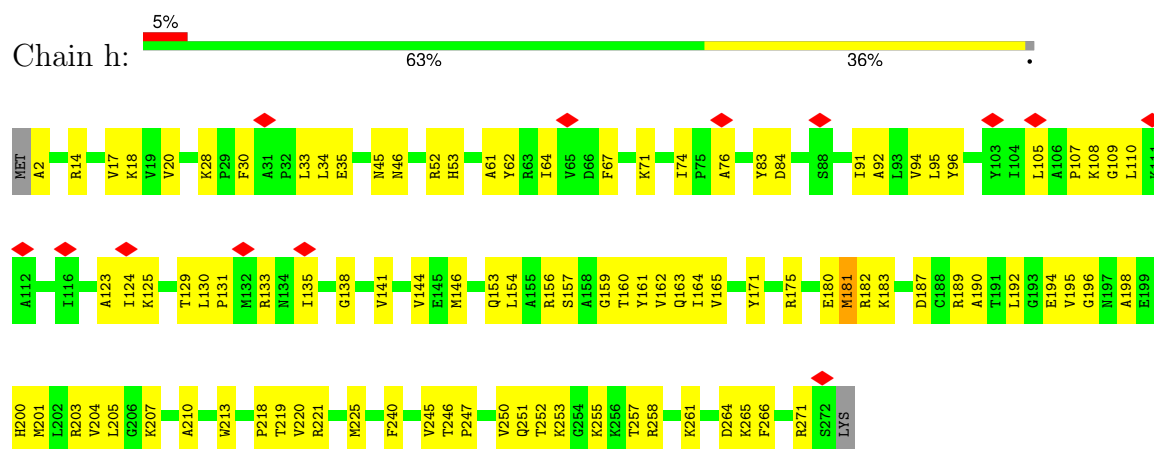 5%
Chain h:
63% 36% •
MET A2 R14 V17 K18 V19 V20 K28 P29 F30 A31 P32 L33 L34 E35 N45 N46 R52 H53 A61 Y62 R63 I64 V65 D66 F67 K71 I74 P75 A76 Y83 D84 S88 I91 A92 L93 V94 L95 Y96 Y103 I104 L105 A106 P107 K108 G109 L110 K111
A112 I116 A123 I124 K125 T129 L130 P131 M132 R133 N134 I135 G138 V141 V144 E145 M146 Q153 L154 A155 R156 S157 A158 G159 T160 Y161 V162 Q163 I164 V165 Y171 R175 E180 M181 R182 K183 D187 C188 R189 A190 T191 L192 G193 E194 V195 G196 N197 A198 E199
H200 M201 L202 R203 V204 L205 G206 K207 A210 W213 P218 T219 V220 R221 M225 F240 V245 T246 P247 V250 Q251 T252 K253 G254 K255 K256 T257 R258 K261 D264 K265 F266 R271 S272 LYS